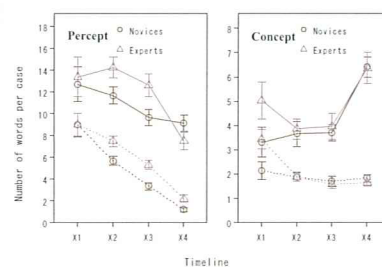 Percept
Novices
Experts
Number of words per case
18
16
14
12
10
8
6
4
2
0
X1 X2 X3 X4
Concept
Novices
Experts
8
7
6
5
4
3
2
1
0
X1 X2 X3 X4
Timeline